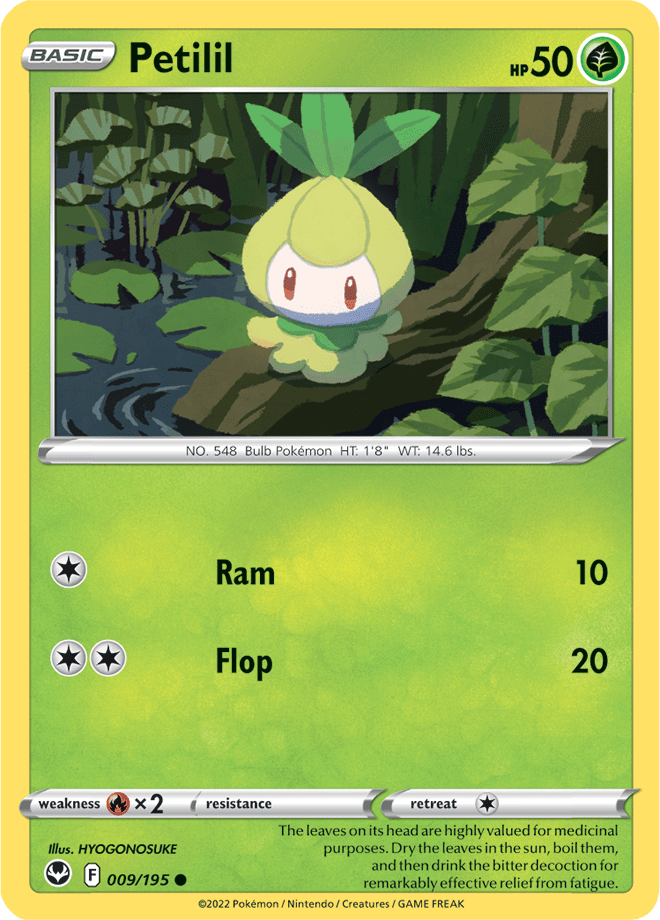 BASIC Petilil HP 50
NO. 548 Bulb Pokémon HT: 1'8" WT: 14.6 lbs.
Ram 10
Flop 20
weakness ×2 resistance retreat
Illus. HYOGONOSUKE
The leaves on its head are highly valued for medicinal
purposes. Dry the leaves in the sun, boil them,
and then drink the bitter decoction for
remarkably effective relief from fatigue.
F 009/195
©2022 Pokémon / Nintendo / Creatures / GAME FREAK